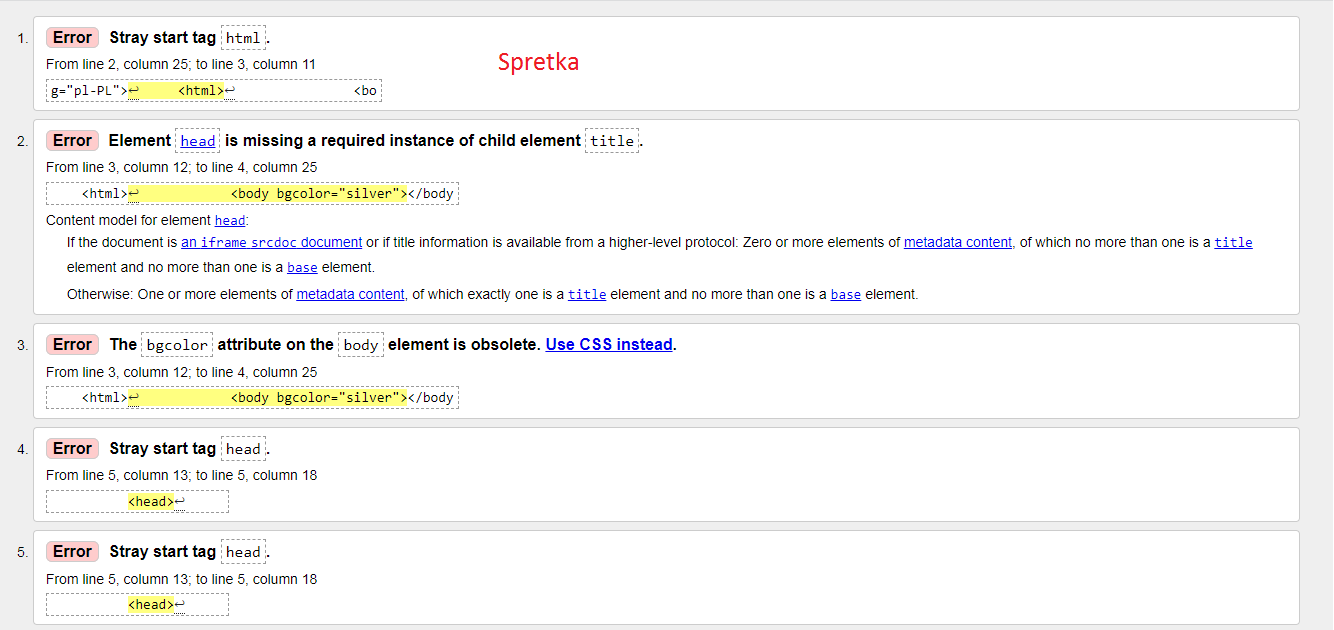 1. Error Stray start tag html.
From line 2, column 25; to line 3, column 11
Spretka
g="pl-PL">↩ <html>↩ <bo
2. Error Element head is missing a required instance of child element title.
From line 3, column 12; to line 4, column 25
<html>↩ <body bgcolor="silver"></body
Content model for element head:
If the document is an iframe srcdoc document or if title information is available from a higher-level protocol: Zero or more elements of metadata content, of which no more than one is a title
element and no more than one is a base element.
Otherwise: One or more elements of metadata content, of which exactly one is a title element and no more than one is a base element.
3. Error The bgcolor attribute on the body element is obsolete. Use CSS instead.
From line 3, column 12; to line 4, column 25
<html>↩ <body bgcolor="silver"></body
4. Error Stray start tag head.
From line 5, column 13; to line 5, column 18
<head>↩
5. Error Stray start tag head.
From line 5, column 13; to line 5, column 18
<head>↩